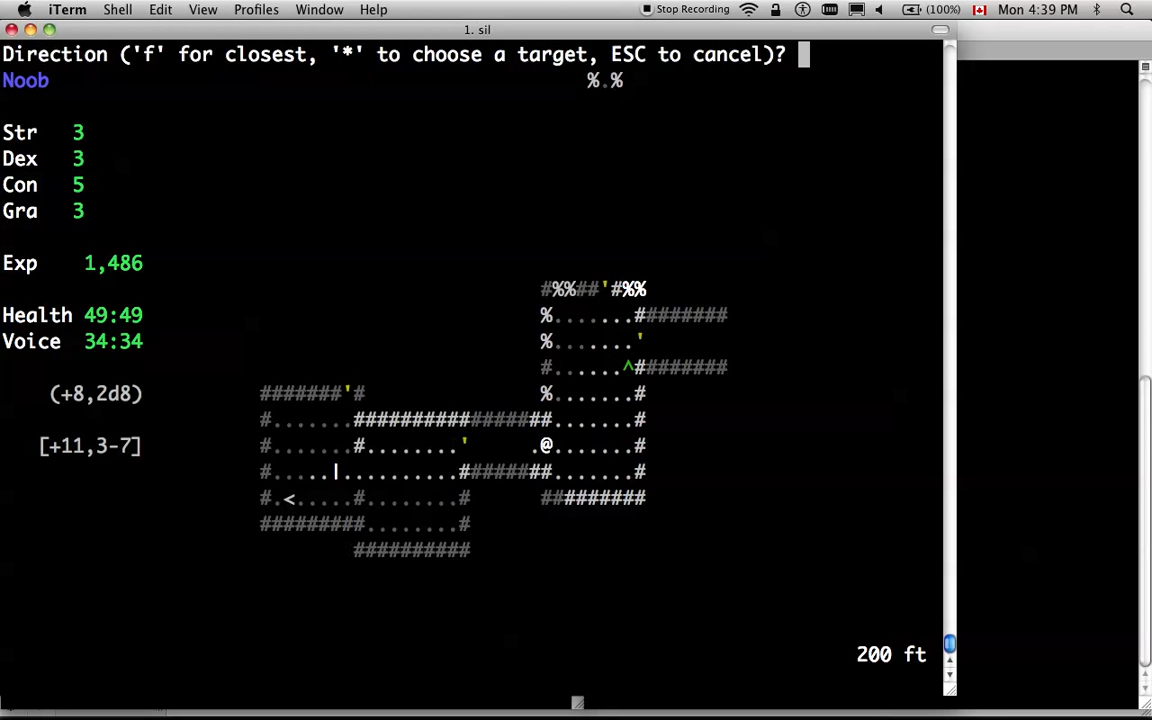 iTerm Shell Edit View Profiles Window Help Stop Recording (100%) Mon 4:39 PM
1. sil
Direction ('f' for closest, '*' to choose a target, ESC to cancel)?
Noob %.%
Str 3
Dex 3
Con 5
Gra 3
Exp 1,486
#%%##'#%%
Health 49:49 %.......########
Voice 34:34 %.......'
#......^########
(+8,2d8) #######'# %.......#
#.......#################.......#
[+11,3-7] #.......#........' .@.......#
#.....|..........########.......#
#.<.....#........# #########
#########........#
##########
200 ft